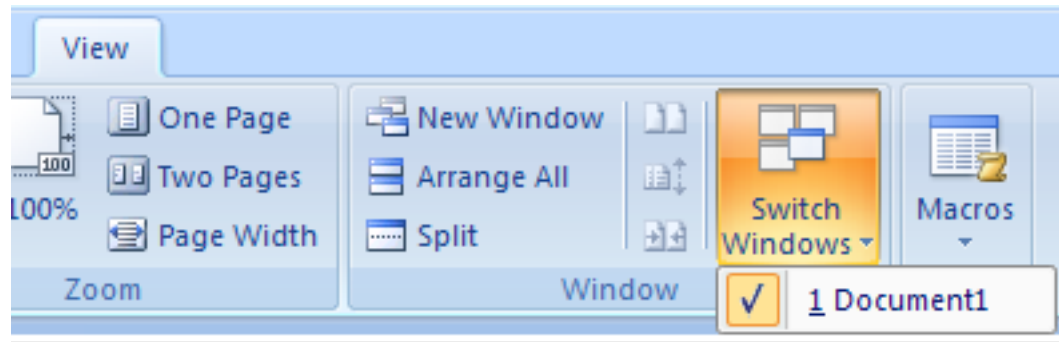 View
One Page
Two Pages
Page Width
100
100%
Zoom
New Window
Arrange All
Split
Switch
Windows
Window
Macros
1 Document1